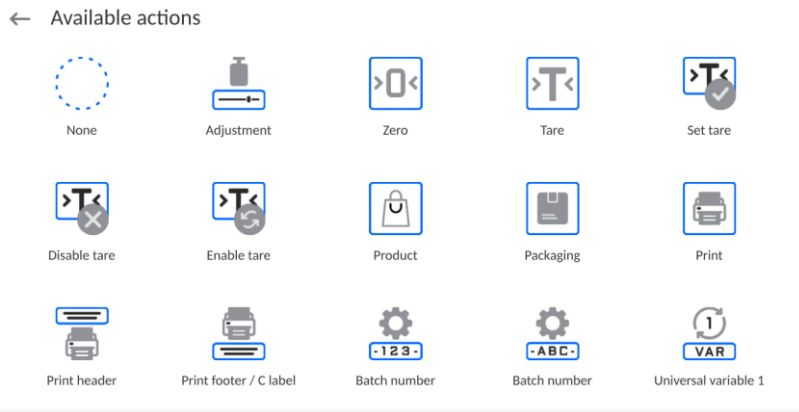 Available actions
None
Adjustment
>0<
Zero
>T<
Tare
>T<
Set tare
>T<
Disable tare
>T<
Enable tare
Product
Packaging
Print
Print header
Print footer / C label
-123-
Batch number
-ABC-
Batch number
1
VAR
Universal variable 1